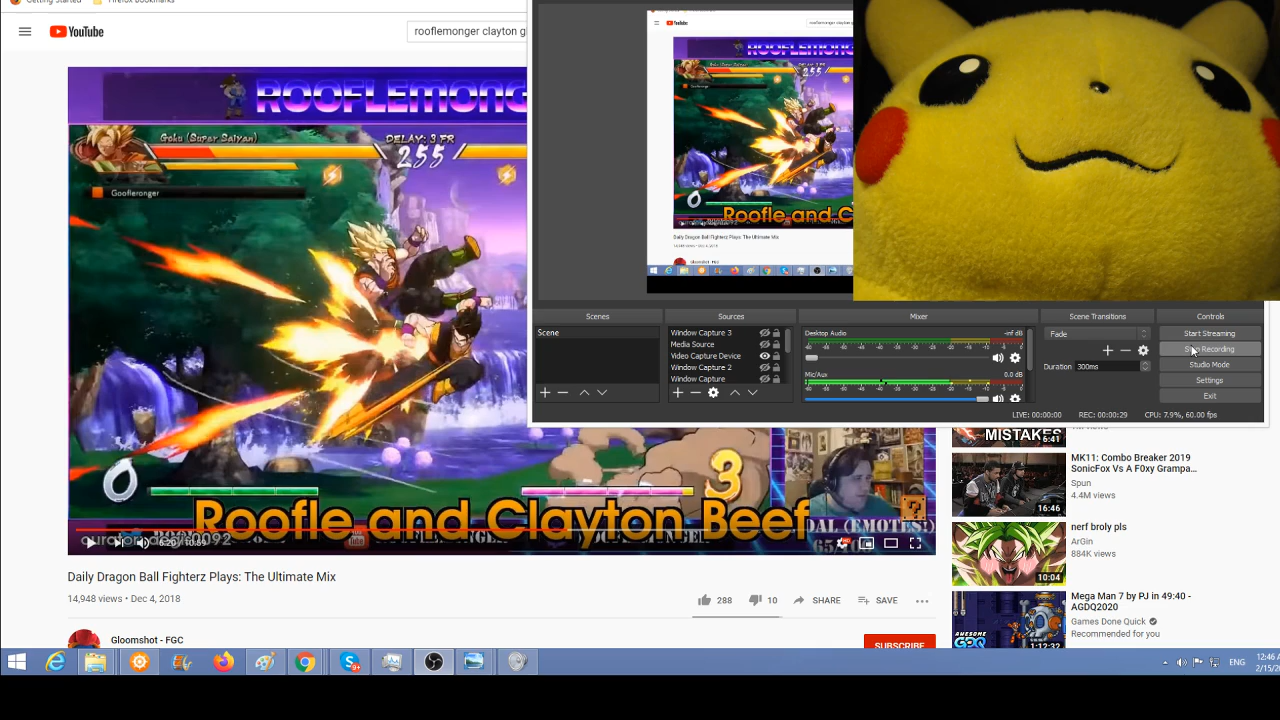 Getting Started
Firefox Bookmarks
YouTube
rooflemonger clayton g
ROOFLEMONG
Goku (Super Saiyan)
DELAY: 3 FR
255
Goofleranger
3
Roofle and Clayton Beef
Daily Dragon Ball Fighterz Plays: The Ultimate Mix
14,948 views • Dec 4, 2018
288
10
SHARE
SAVE
Gloomshot - FGC
SUBSCRIBE
YouTube
ROOFLEMONG
255
Roofle and C
Daily Dragon Ball Fighterz Plays: The Ultimate Mix
Scenes
Sources
Mixer
Scene Transitions
Controls
Scene
Window Capture 3
Media Source
Video Capture Device
Window Capture 2
Window Capture
Desktop Audio
-inf dB
Mic/Aux
0.0 dB
Fade
Duration 300ms
Start Streaming
Stop Recording
Studio Mode
Settings
Exit
LIVE: 00:00:00
REC: 00:00:29
CPU: 7.9%, 60.00 fps
MISTAKES
6:41
MK11: Combo Breaker 2019
SonicFox Vs A F0xy Grampa...
Spun
4.4M views
16:46
nerf broly pls
ArGin
884K views
10:04
Mega Man 7 by PJ in 49:40 -
AGDQ2020
Games Done Quick
Recommended for you
AWESOME
1:12:32
ENG
12:46